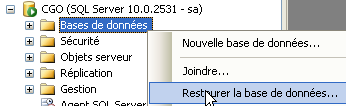 CGO (SQL Server 10.0.2531 - sa)
Bases de données
Sécurité
Objets serveur
Réplication
Gestion
Agent SQL Server
Nouvelle base de données...
Joindre...
Restaurer la base de données...